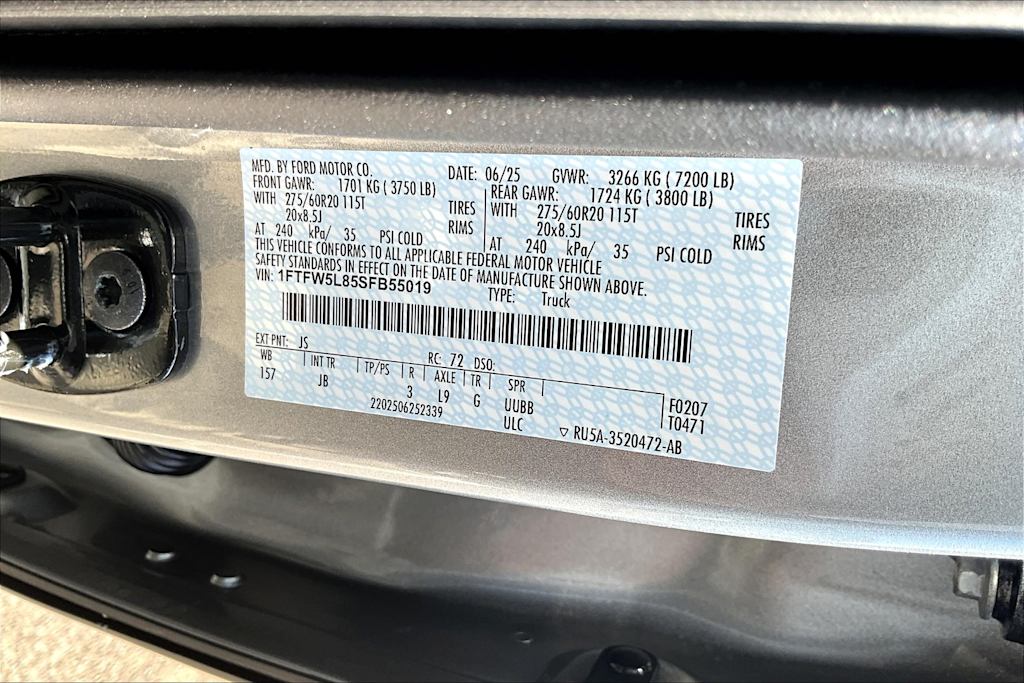 MFD. BY FORD MOTOR CO. DATE: 06/25 GVWR: 3266 KG ( 7200 LB)
FRONT GAWR: 1701 KG ( 3750 LB) REAR GAWR: 1724 KG ( 3800 LB)
WITH 275/60R20 115T TIRES WITH 275/60R20 115T TIRES
20x8.5J RIMS 20x8.5J RIMS
AT 240 kPa/ 35 PSI COLD AT 240 kPa/ 35 PSI COLD
THIS VEHICLE CONFORMS TO ALL APPLICABLE FEDERAL MOTOR VEHICLE
SAFETY STANDARDS IN EFFECT ON THE DATE OF MANUFACTURE SHOWN ABOVE.
VIN: 1FTFW5L85SFB55019 TYPE: Truck
EXT PNT: JS RC: 72 DSO:
WB INT TR TP/PS R AXLE TR SPR
157 JB 3 L9 G UUBB F0207
2202506252339 ULC T0471
▽ RU5A-3520472-AB